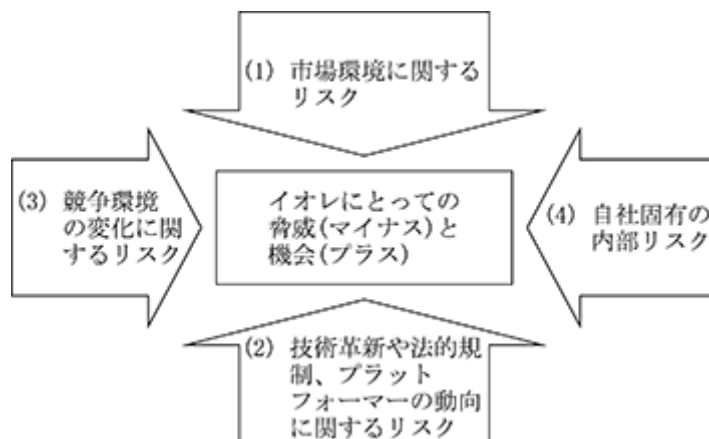 (1) 市場環境に関する
リスク
(3) 競争環境
の変化に関
するリスク
イオレにとっての
脅威(マイナス)と
機会(プラス)
(4) 自社固有の
内部リスク
(2) 技術革新や法的規
制、プラット
フォーマーの動向
に関するリスク